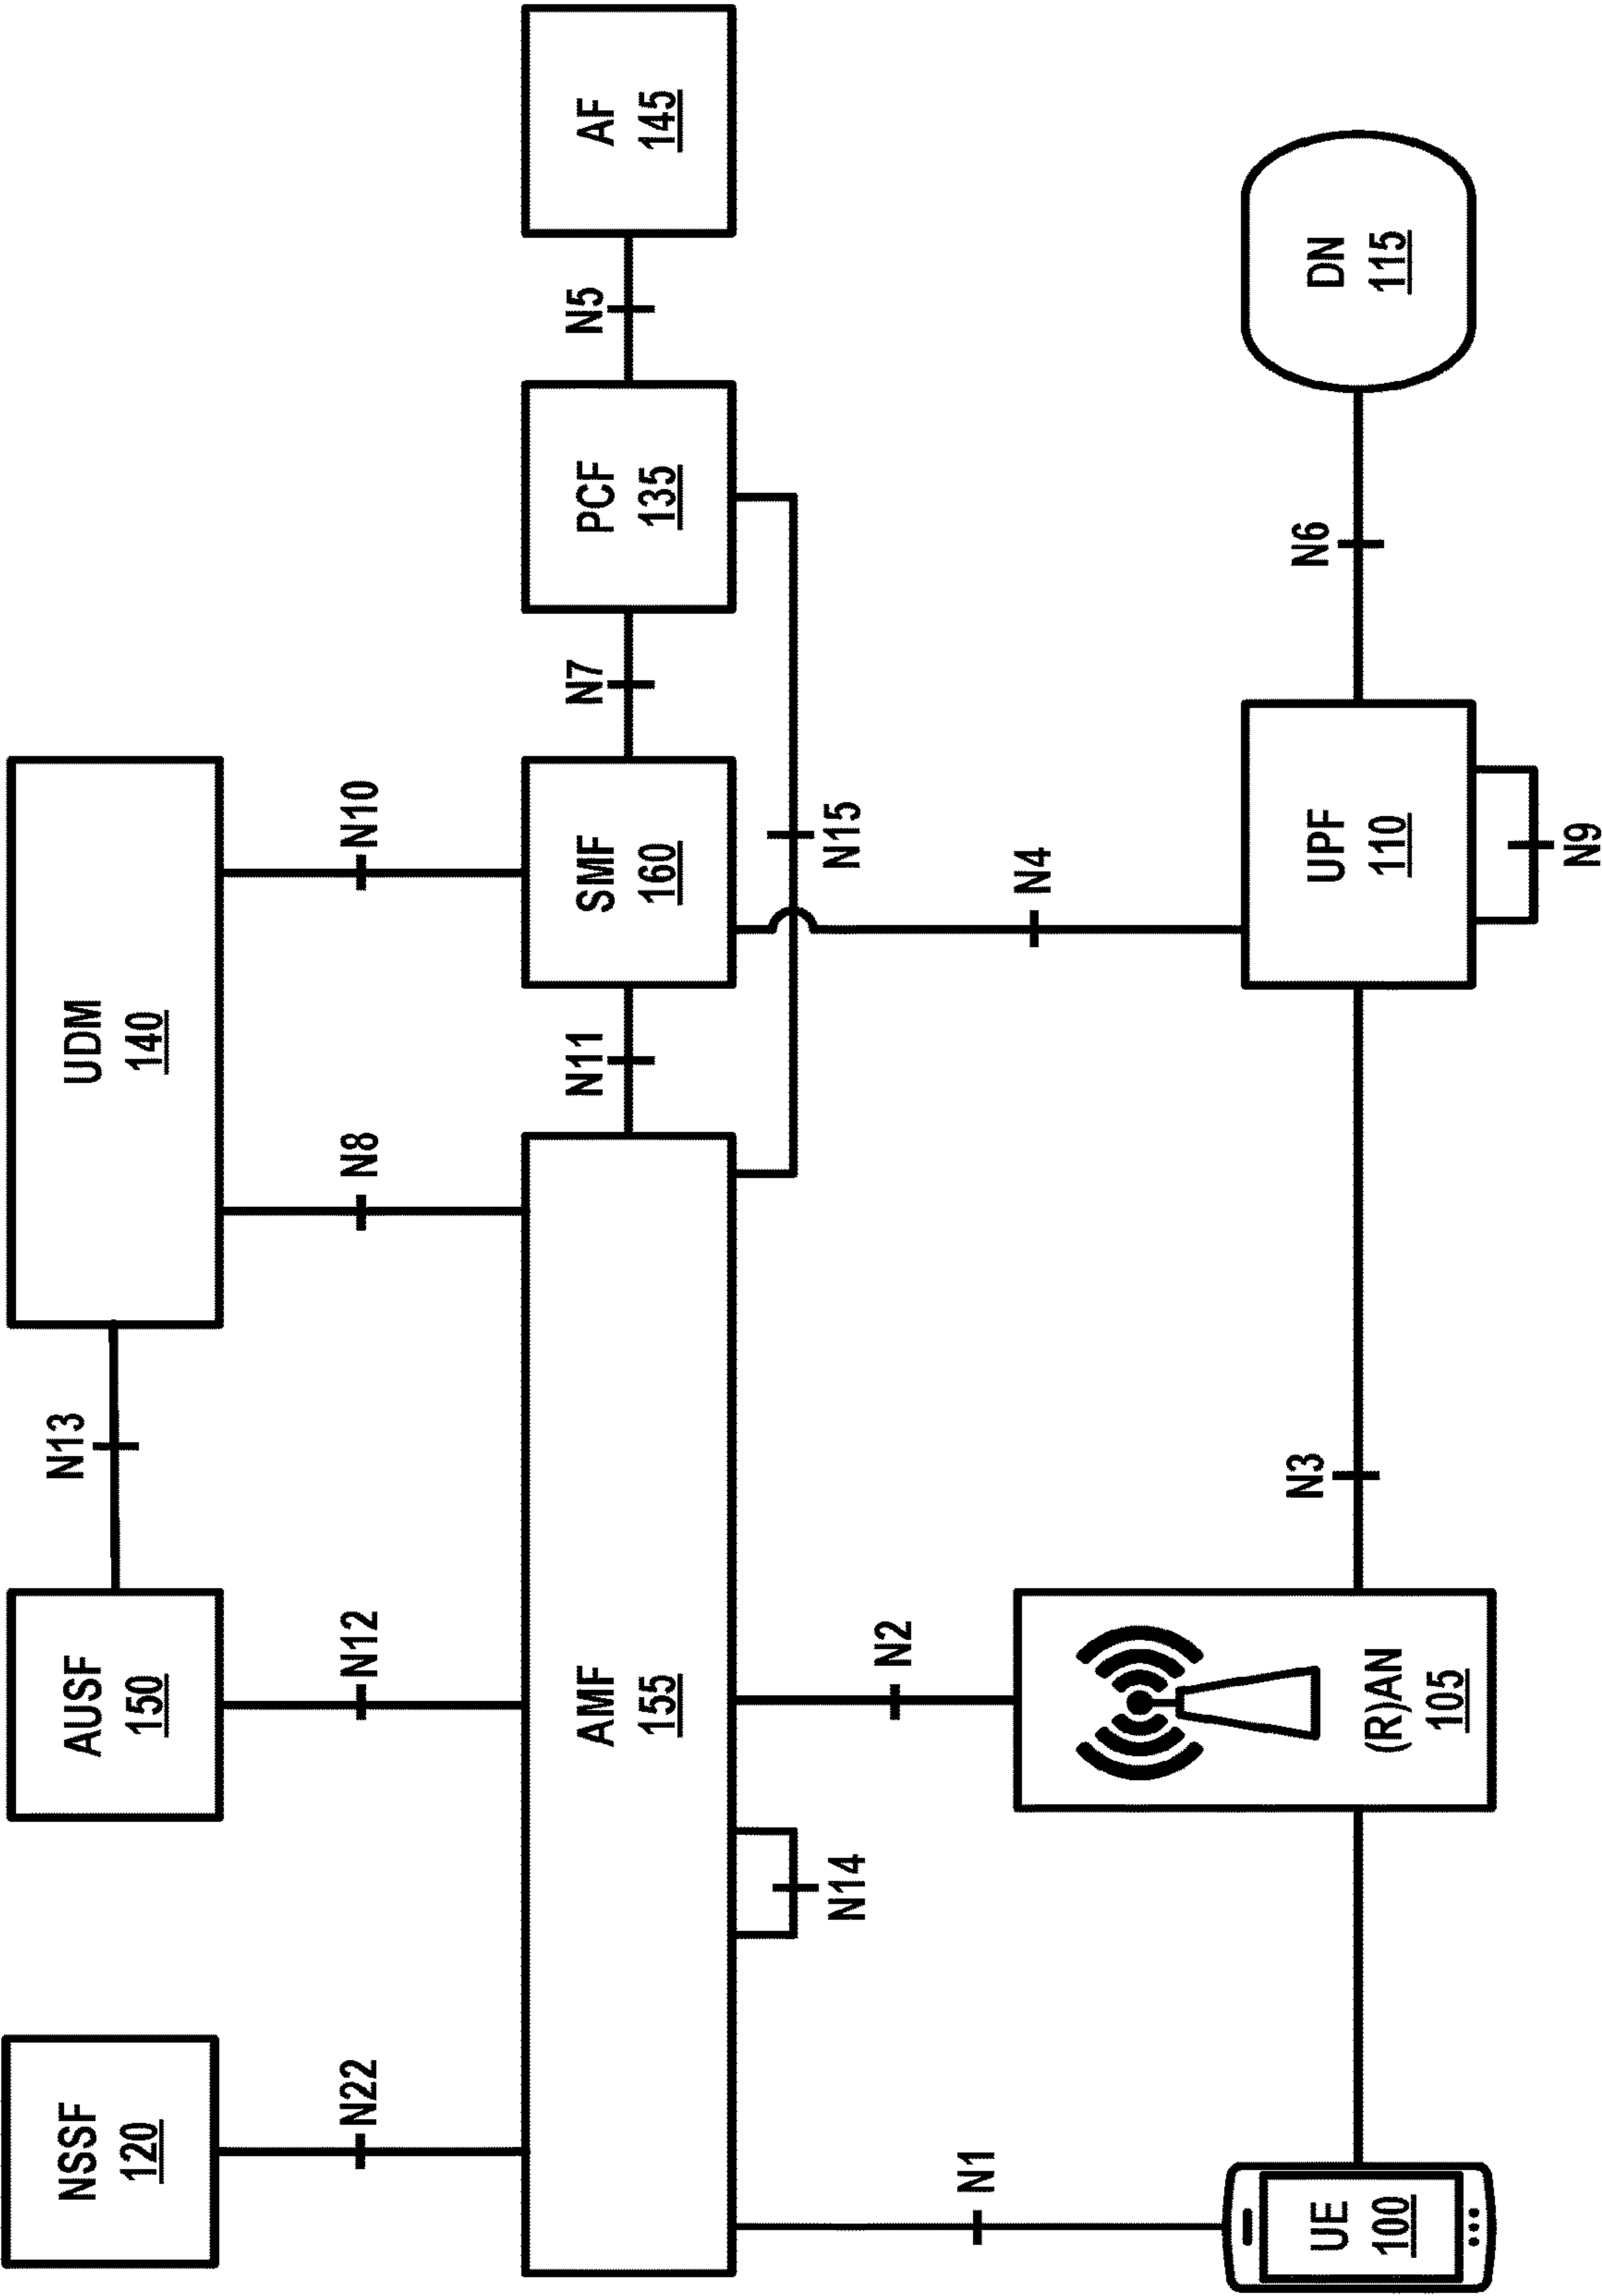 NSSF
120
AUSF
150
N13
UDM
140
N22
N12
N8
N10
AMF
155
N11
SMF
160
N7
PCF
135
N5
AF
145
N14
N15
N1
N2
N4
UE
100
(R)AN
105
N3
UPF
110
N6
DN
115
N9